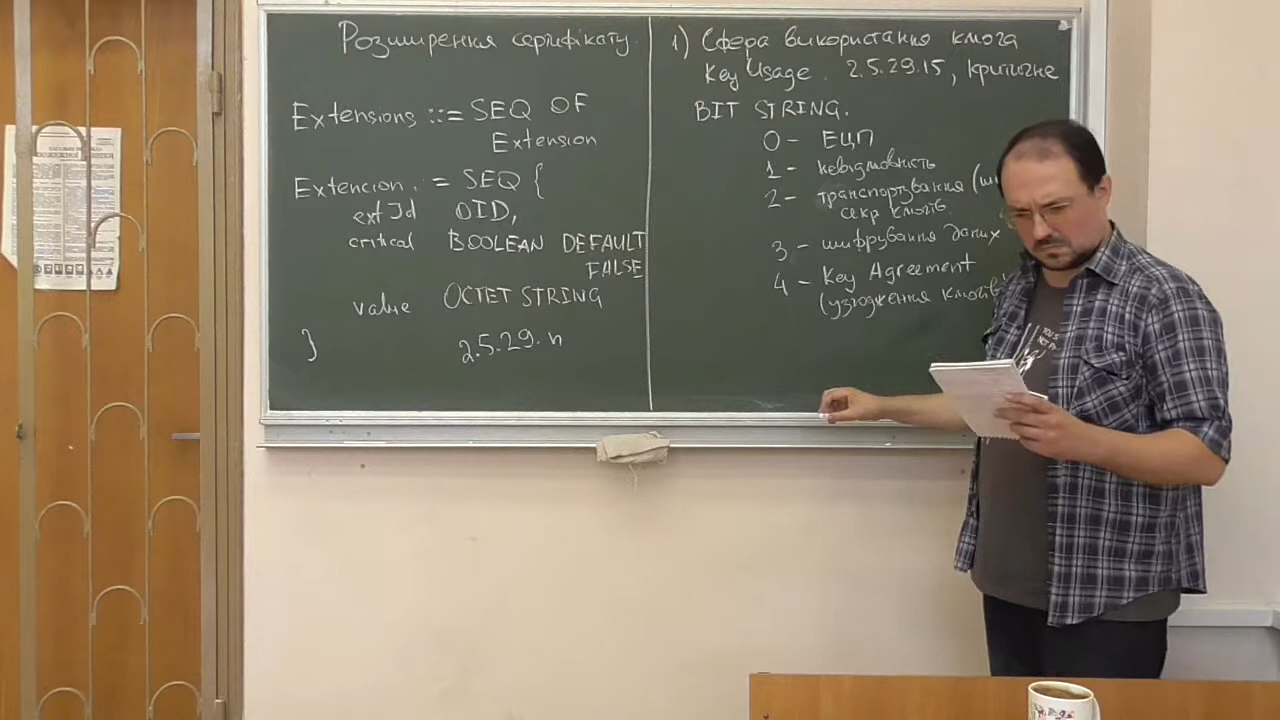 Розширення сертифікату.
Extensions ::= SEQ OF
Extension
Extencion := SEQ {
extId OID,
critical BOOLEAN DEFAULT
FALSE
value OCTET STRING
}
2.5.29.n
1) Сфера використання ключа
Key Usage. 2.5.29.15, критичне
BIT STRING.
0 - ЕЦП
1 - невідмовність
2 - транспортування
секр ключів
3 - шифрування даних
4 - Key Agreement
(узгодження ключів